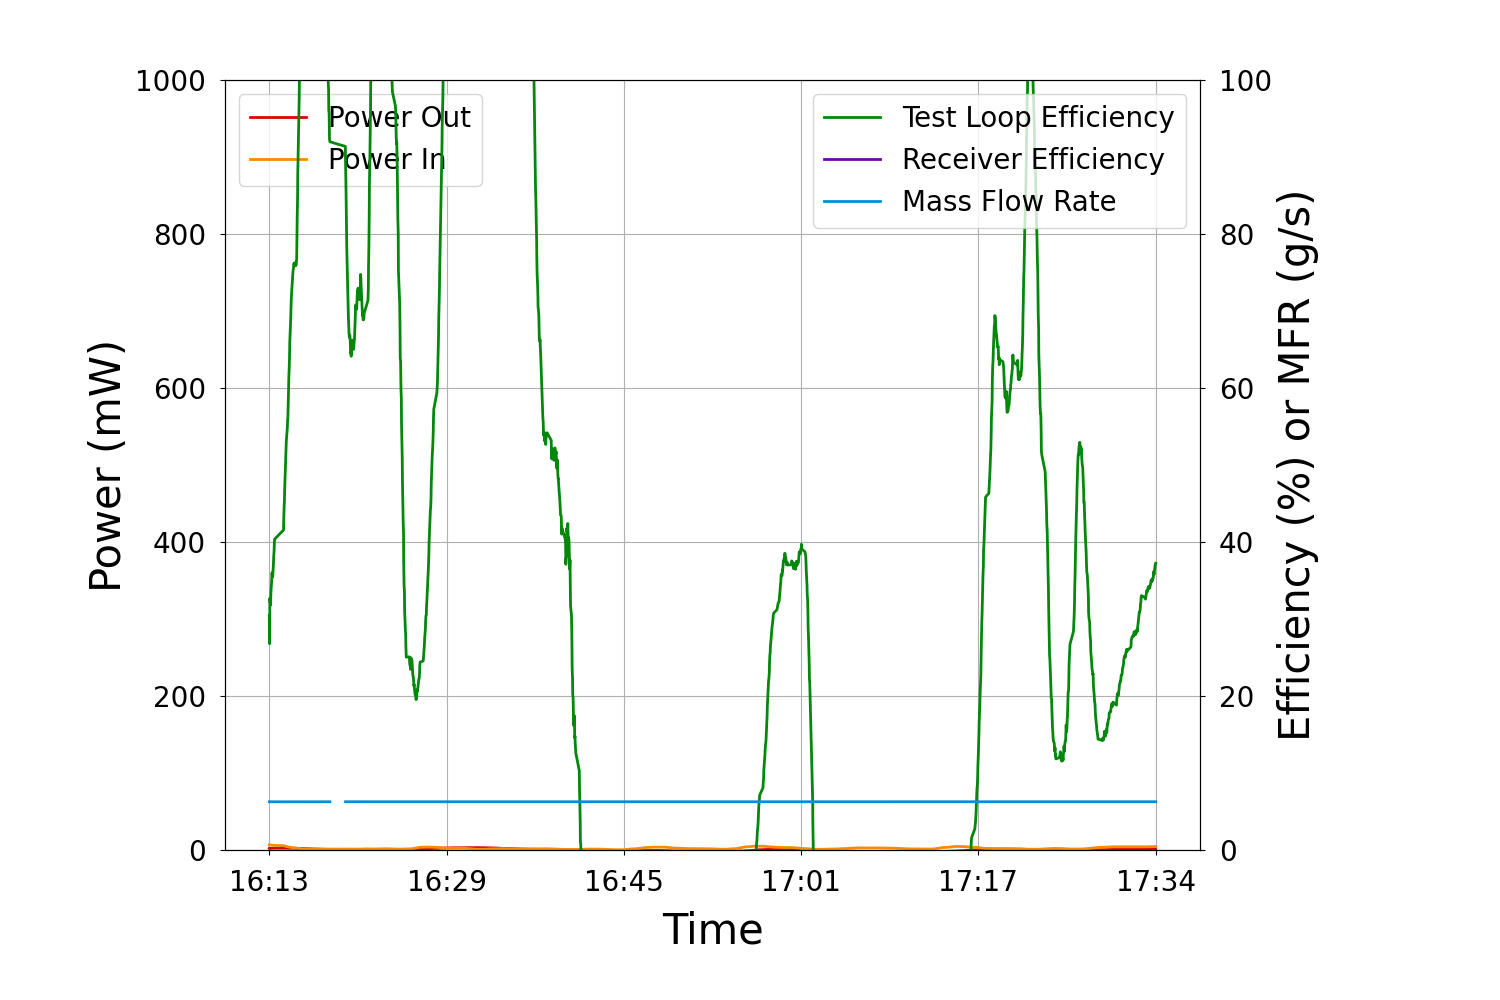 1000
800
600
400
200
0
Power (mW)
Power Out
Power In
Test Loop Efficiency
Receiver Efficiency
Mass Flow Rate
100
80
60
40
20
0
Efficiency (%) or MFR (g/s)
16:13
16:29
16:45
17:01
17:17
17:34
Time